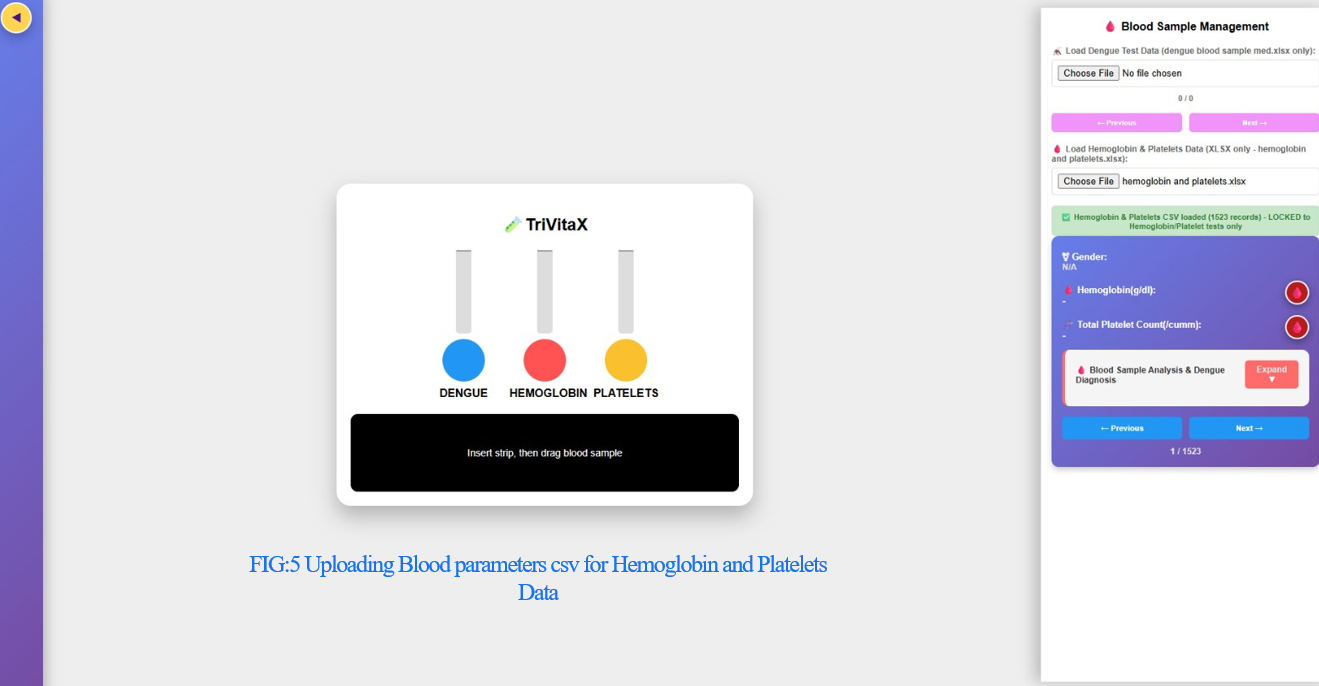 TriVitaX
DENGUE HEMOGLOBIN PLATELETS
Insert strip, then drag blood sample
FIG:5 Uploading Blood parameters csv for Hemoglobin and Platelets
Data
Blood Sample Management
Load Dengue Test Data (dengue blood sample med.xlsx only):
Choose File No file chosen
0 / 0
← Previous Next →
Load Hemoglobin & Platelets Data (XLSX only - hemoglobin
and platelets.xlsx):
Choose File hemoglobin and platelets.xlsx
Hemoglobin & Platelets CSV loaded (1523 records) - LOCKED to
Hemoglobin/Platelet tests only
Gender:
N/A
Hemoglobin(g/dl):
-
Total Platelet Count(/cumm):
-
Blood Sample Analysis & Dengue
Diagnosis
Expand
▼
← Previous Next →
1 / 1523